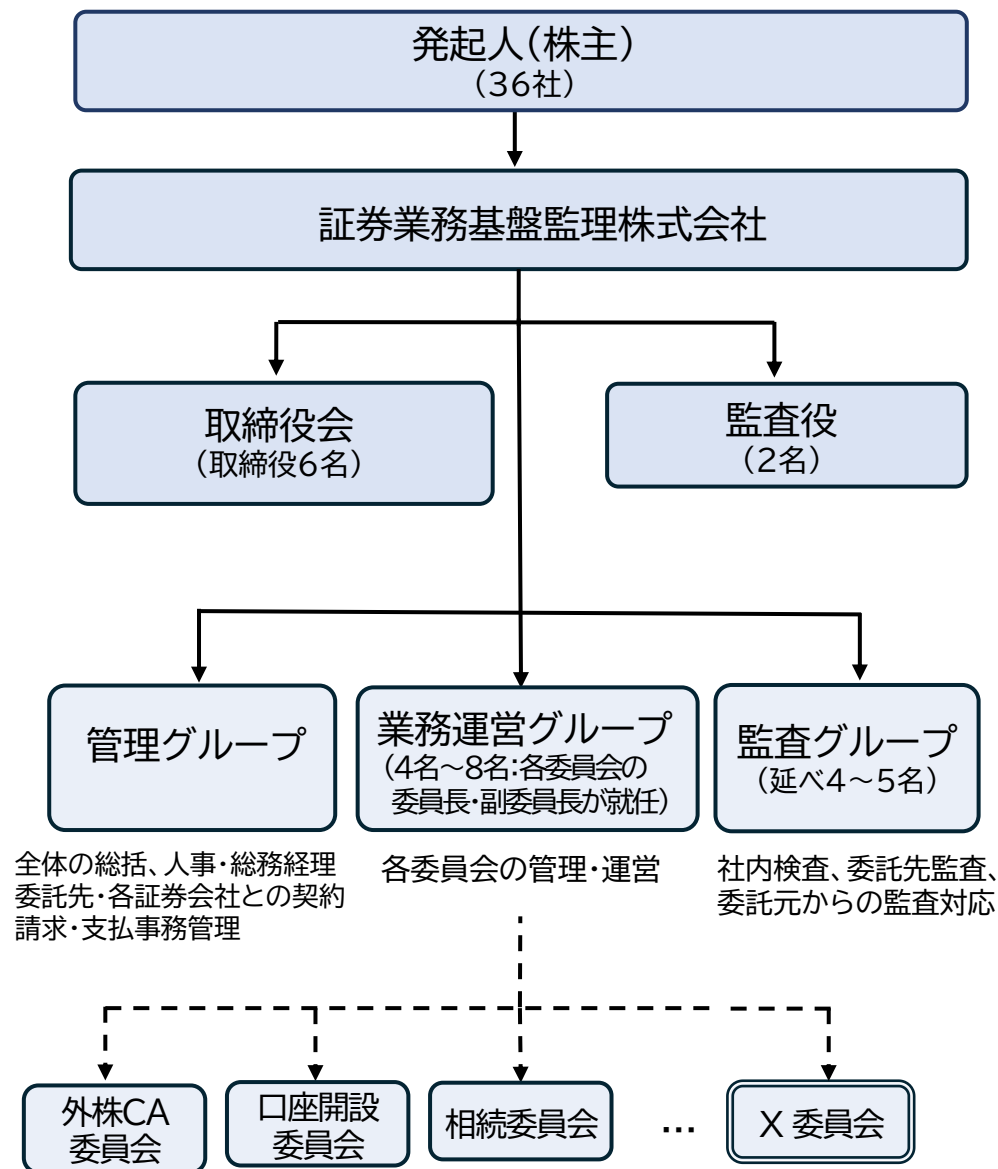 発起人(株主)
(36社)
証券業務基盤監理株式会社
取締役会
(取締役6名)
監査役
(2名)
管理グループ
業務運営グループ
(4名~8名:各委員会の
委員長・副委員長が就任)
監査グループ
(延べ4~5名)
全体の総括、人事・総務経理
委託先・各証券会社との契約
請求・支払事務管理
各委員会の管理・運営
社内検査、委託先監査、
委託元からの監査対応
外株CA
委員会
口座開設
委員会
相続委員会
…
X 委員会